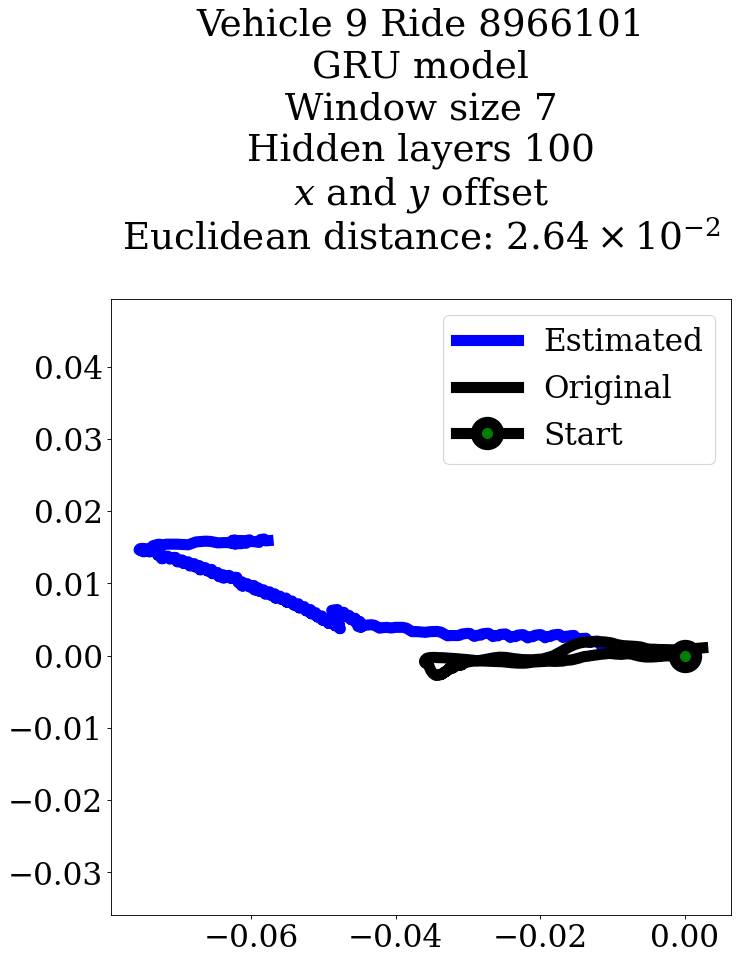 Vehicle 9 Ride 8966101
GRU model
Window size 7
Hidden layers 100
x and y offset
Euclidean distance: 2.64 × 10⁻²
Estimated
Original
Start
0.04
0.03
0.02
0.01
0.00
−0.01
−0.02
−0.03
−0.06 −0.04 −0.02 0.00